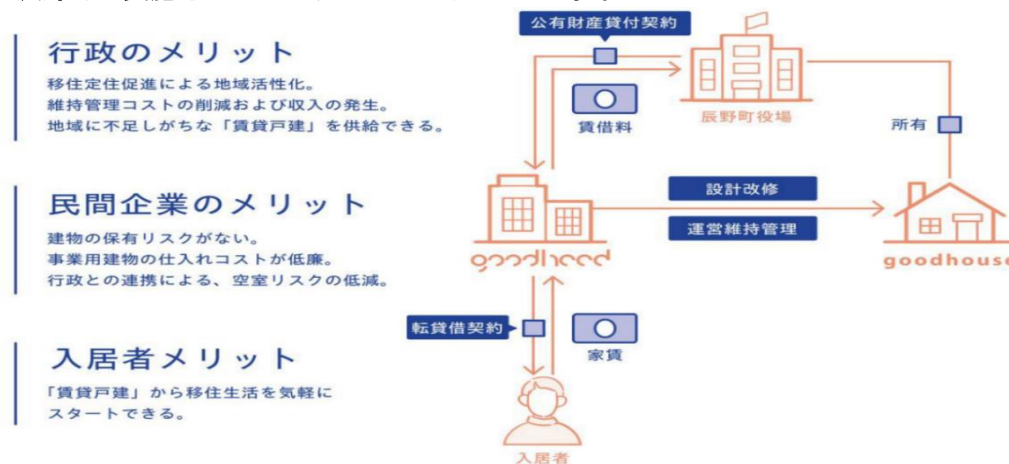 行政のメリット
移住定住促進による地域活性化。
維持管理コストの削減および収入の発生。
地域に不足しがちな「賃貸戸建」を供給できる。
民間企業のメリット
建物の保有リスクがない。
事業用建物の仕入れコストが低廉。
行政との連携による、空室リスクの低減。
入居者メリット
「賃貸戸建」から移住生活を気軽に
スタートできる。
公有財産貸付契約
賃借料
辰野町役場
所有
設計改修
運営維持管理
goodhood
goodhouse
転貸借契約
家賃
入居者